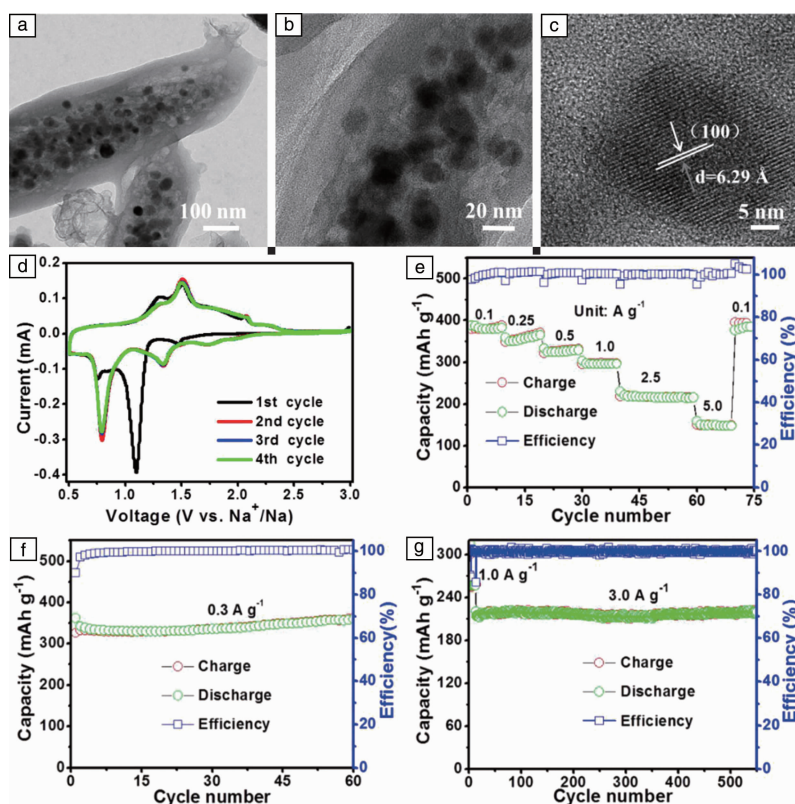 a
100 nm
b
20 nm
c
(100)
d=6.29 Å
5 nm
d
Current (mA)
0.2
0.1
0.0
-0.1
-0.2
-0.3
-0.4
1st cycle
2nd cycle
3rd cycle
4th cycle
0.5 1.0 1.5 2.0 2.5 3.0
Voltage (V vs. Na+/Na)
e
Capacity (mAh g-1)
500
400
300
200
100
0
0.1
0.25
Unit: A g-1
0.5
1.0
2.5
5.0
0.1
Charge
Discharge
Efficiency
100
80
60
40
20
0
Efficiency (%)
0 15 30 45 60 75
Cycle number
f
Capacity (mAh g-1)
500
400
300
200
100
0
0.3 A g-1
Charge
Discharge
Efficiency
100
80
60
40
20
0
Efficiency(%)
0 15 30 45 60
Cycle number
g
Capacity (mAh g-1)
300
240
180
120
60
0
1.0 A g-1
3.0 A g-1
Charge
Discharge
Efficiency
100
80
60
40
20
0
Efficiency (%)
0 100 200 300 400 500
Cycle number